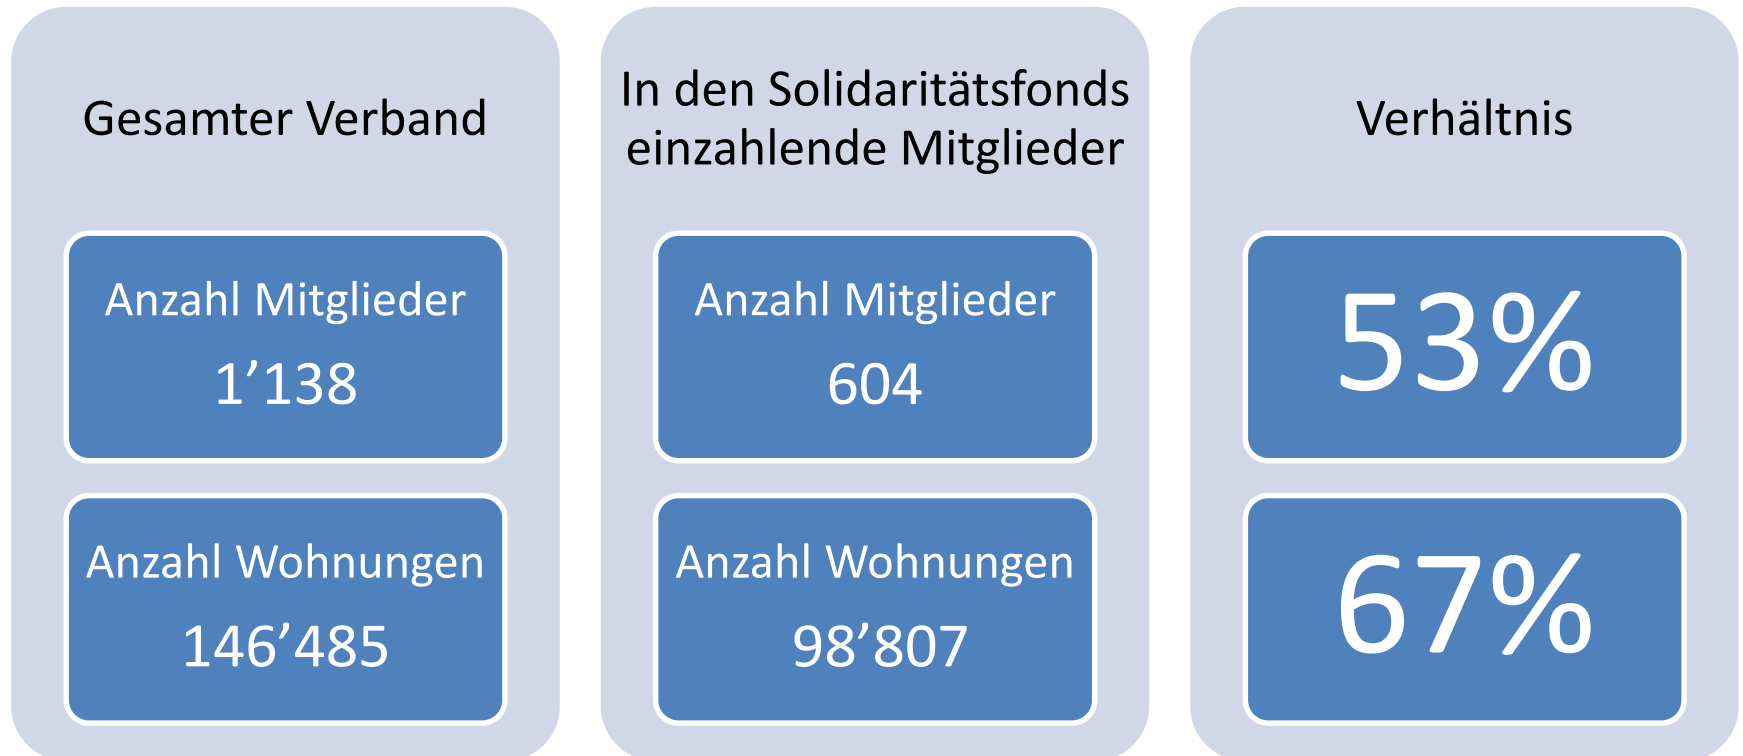 Gesamter Verband
Anzahl Mitglieder
1’138
Anzahl Wohnungen
146’485
In den Solidaritätsfonds
einzahlende Mitglieder
Anzahl Mitglieder
604
Anzahl Wohnungen
98’807
Verhältnis
53%
67%